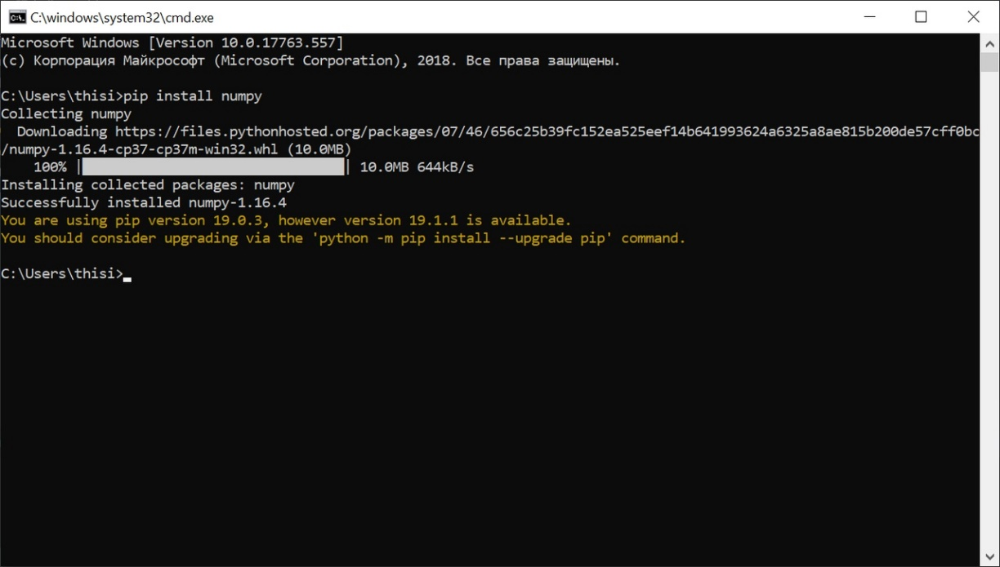 C:\windows\system32\cmd.exe
Microsoft Windows [Version 10.0.17763.557]
(c) Корпорация Майкрософт (Microsoft Corporation), 2018. Все права защищены.
C:\Users\thisi>pip install numpy
Collecting numpy
  Downloading https://files.pythonhosted.org/packages/07/46/656c25b39fc152ea525eef14b641993624a6325a8ae815b200de57cff0bc
/numpy-1.16.4-cp37-cp37m-win32.whl (10.0MB)
    100% |████████████████████████████████| 10.0MB 644kB/s
Installing collected packages: numpy
Successfully installed numpy-1.16.4
You are using pip version 19.0.3, however version 19.1.1 is available.
You should consider upgrading via the 'python -m pip install --upgrade pip' command.
C:\Users\thisi>